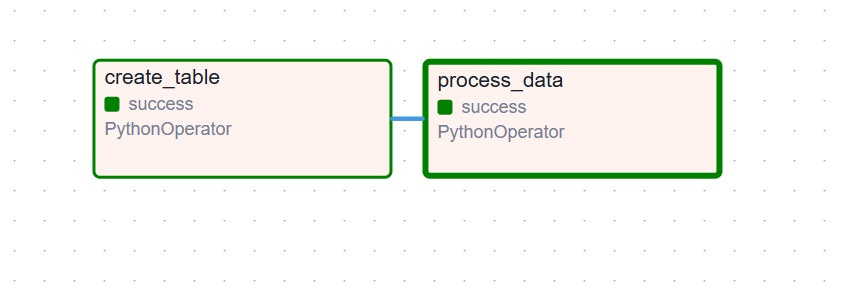 create_table
success
PythonOperator
process_data
success
PythonOperator